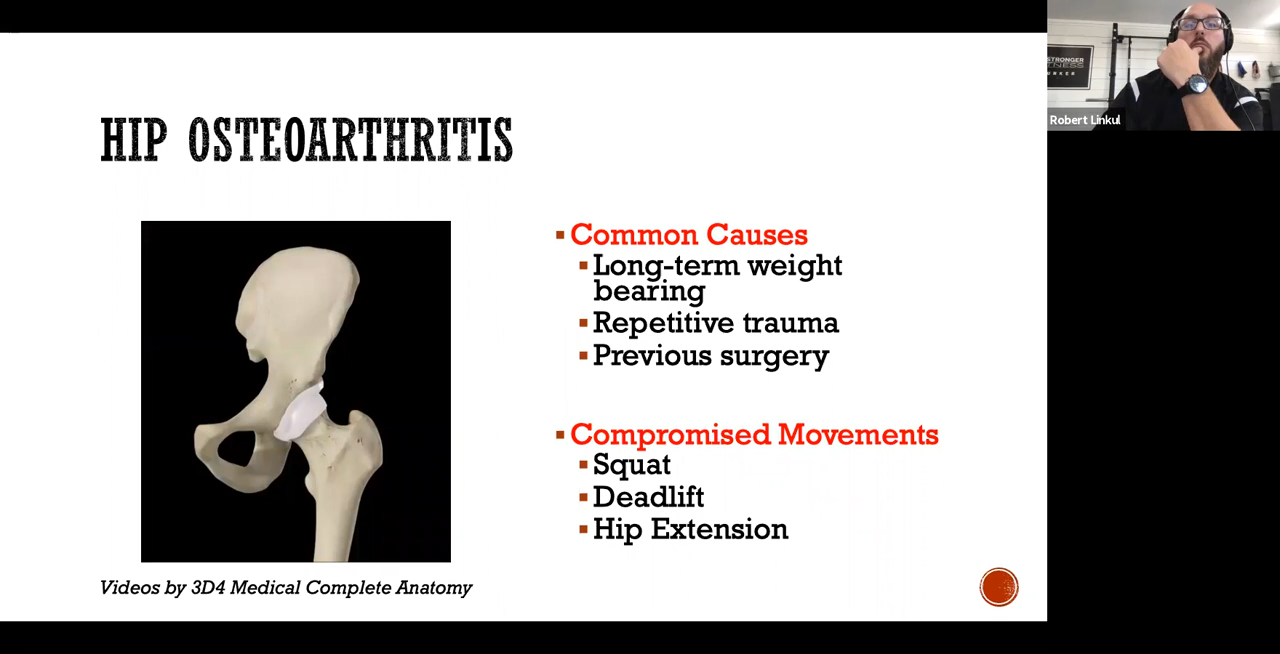 HIP OSTEOARTHRITIS
Common Causes
Long-term weight
bearing
Repetitive trauma
Previous surgery
Compromised Movements
Squat
Deadlift
Hip Extension
Videos by 3D4 Medical Complete Anatomy
STRONGER
Robert Linkul